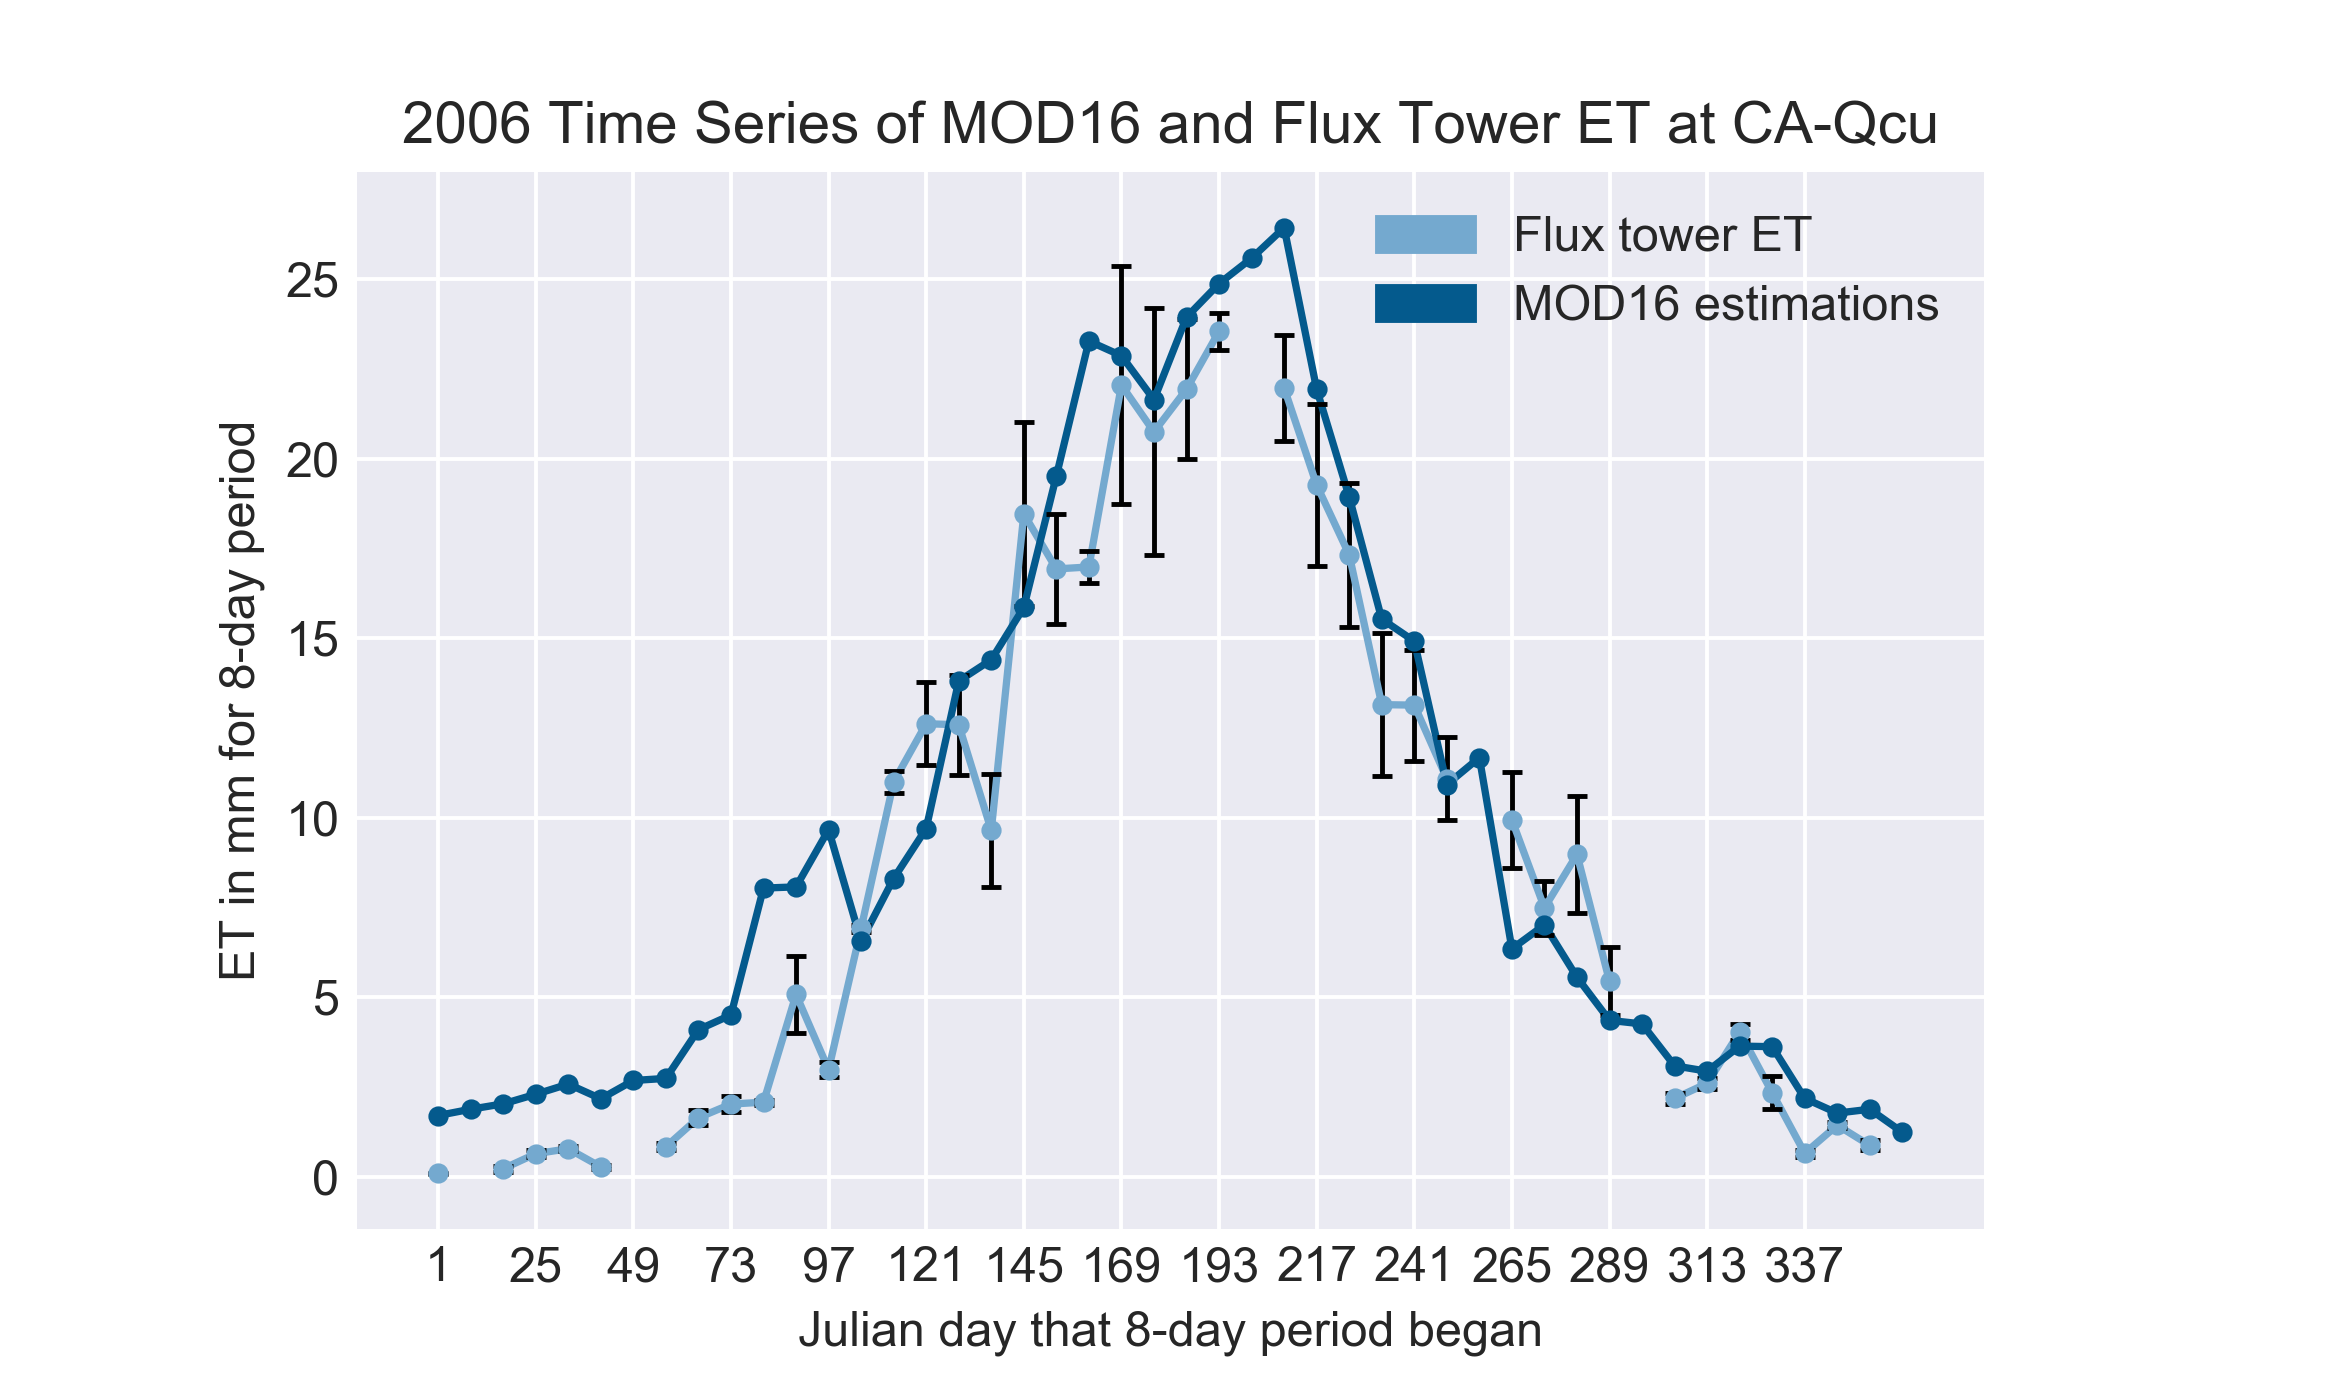 2006 Time Series of MOD16 and Flux Tower ET at CA-Qcu
Flux tower ET
MOD16 estimations
ET in mm for 8-day period
25
20
15
10
5
0
1 25 49 73 97 121 145 169 193 217 241 265 289 313 337
Julian day that 8-day period began